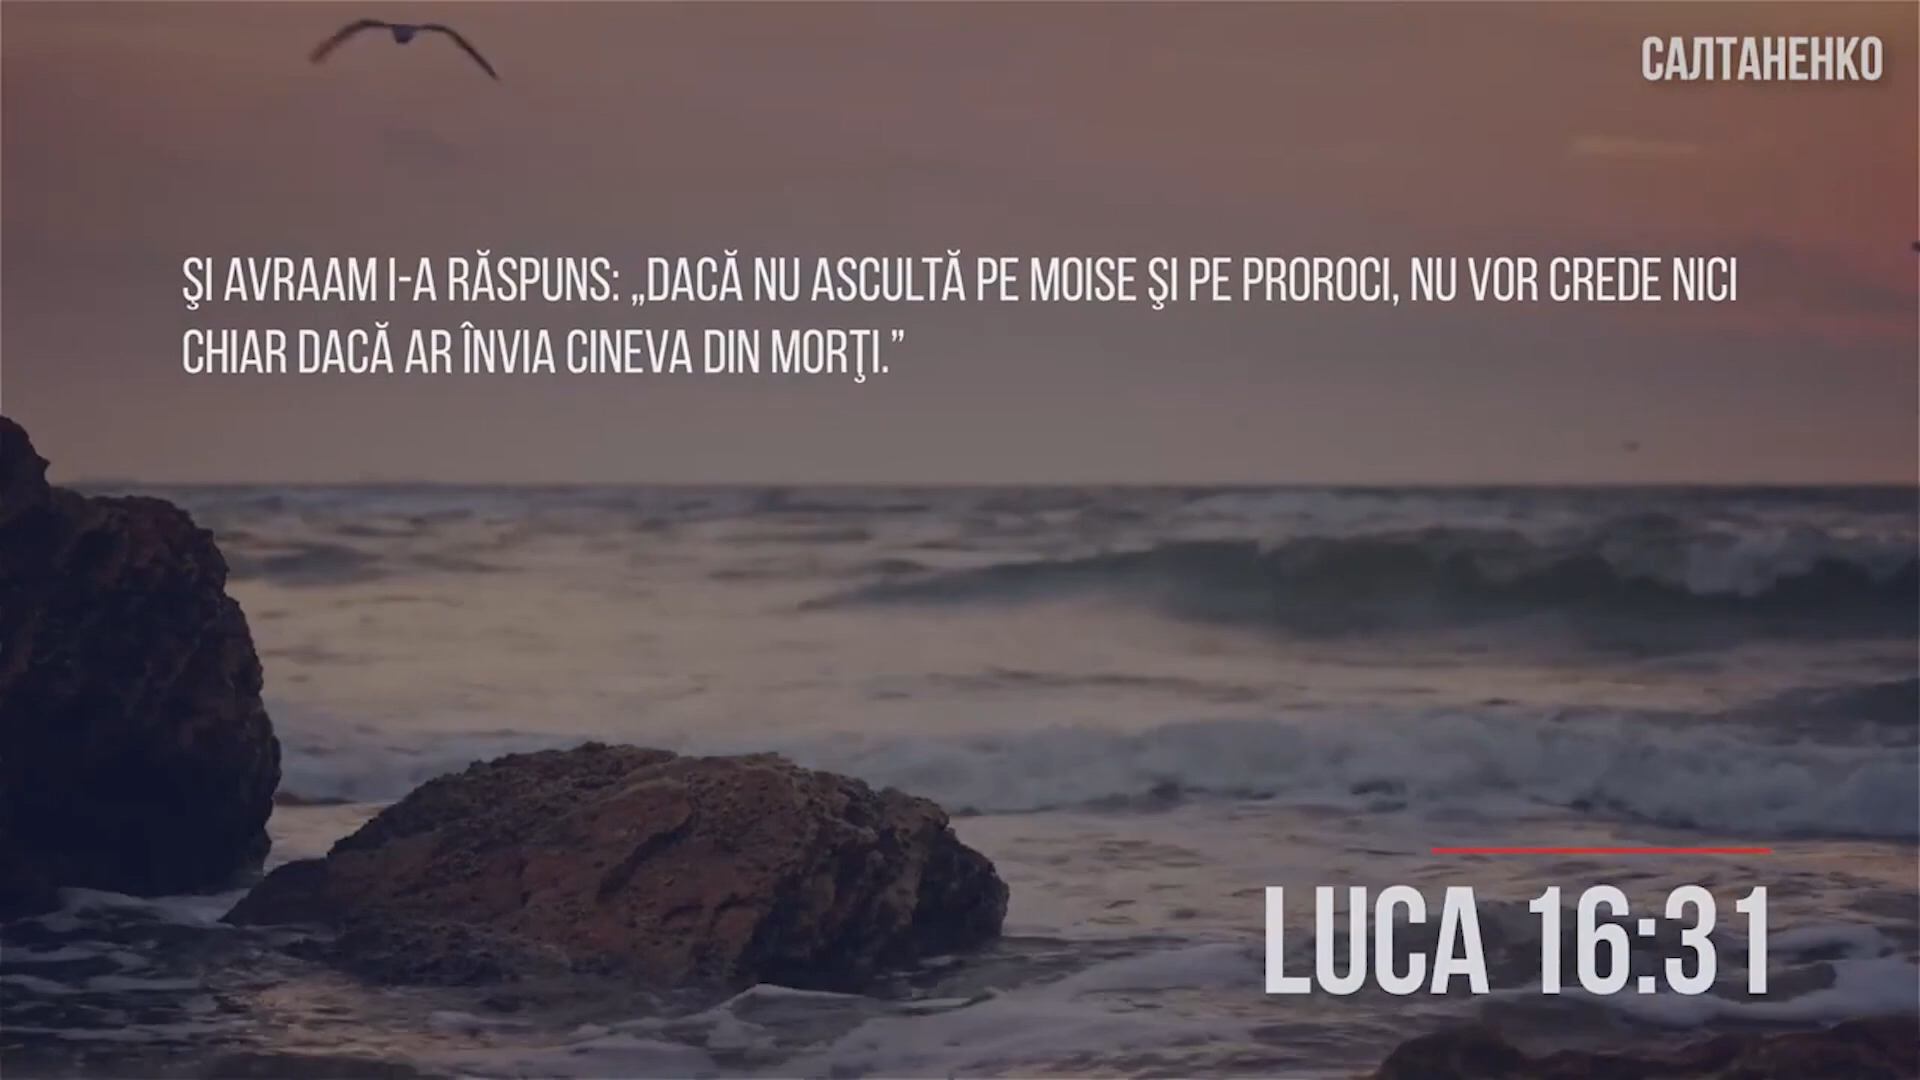 САЛТАНЕНКО
ŞI AVRAAM I-A RĂSPUNS: „DACĂ NU ASCULTĂ PE MOISE ŞI PE PROROCI, NU VOR CREDE NICI
CHIAR DACĂ AR ÎNVIA CINEVA DIN MORŢI.”
LUCA 16:31